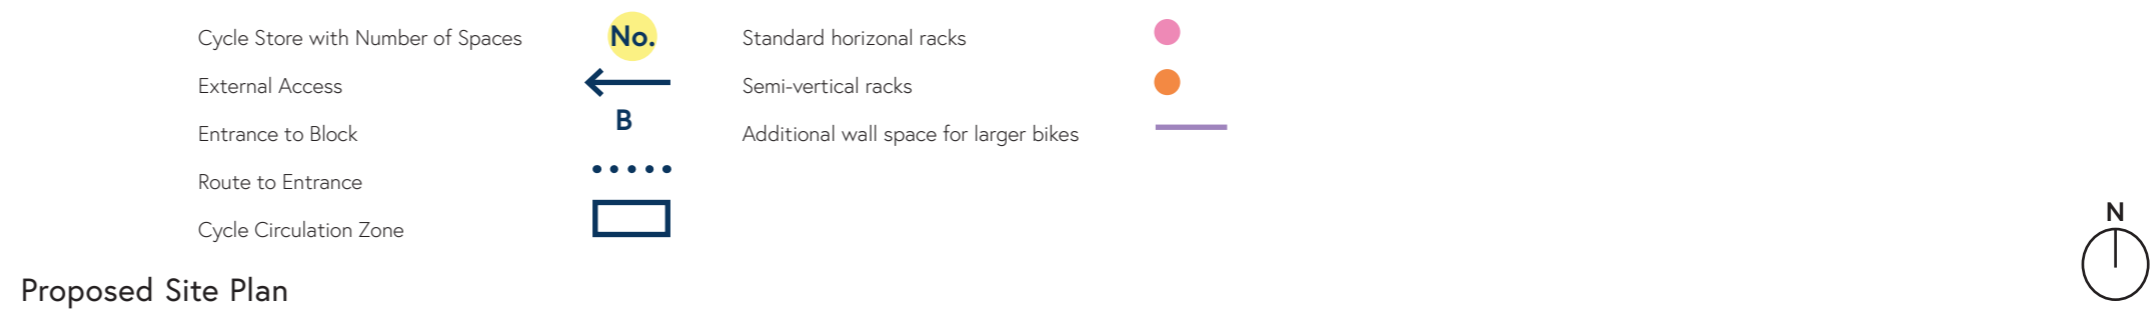 Cycle Store with Number of Spaces
No.
External Access
Entrance to Block
B
Route to Entrance
Cycle Circulation Zone
Standard horizonal racks
Semi-vertical racks
Additional wall space for larger bikes
N
Proposed Site Plan